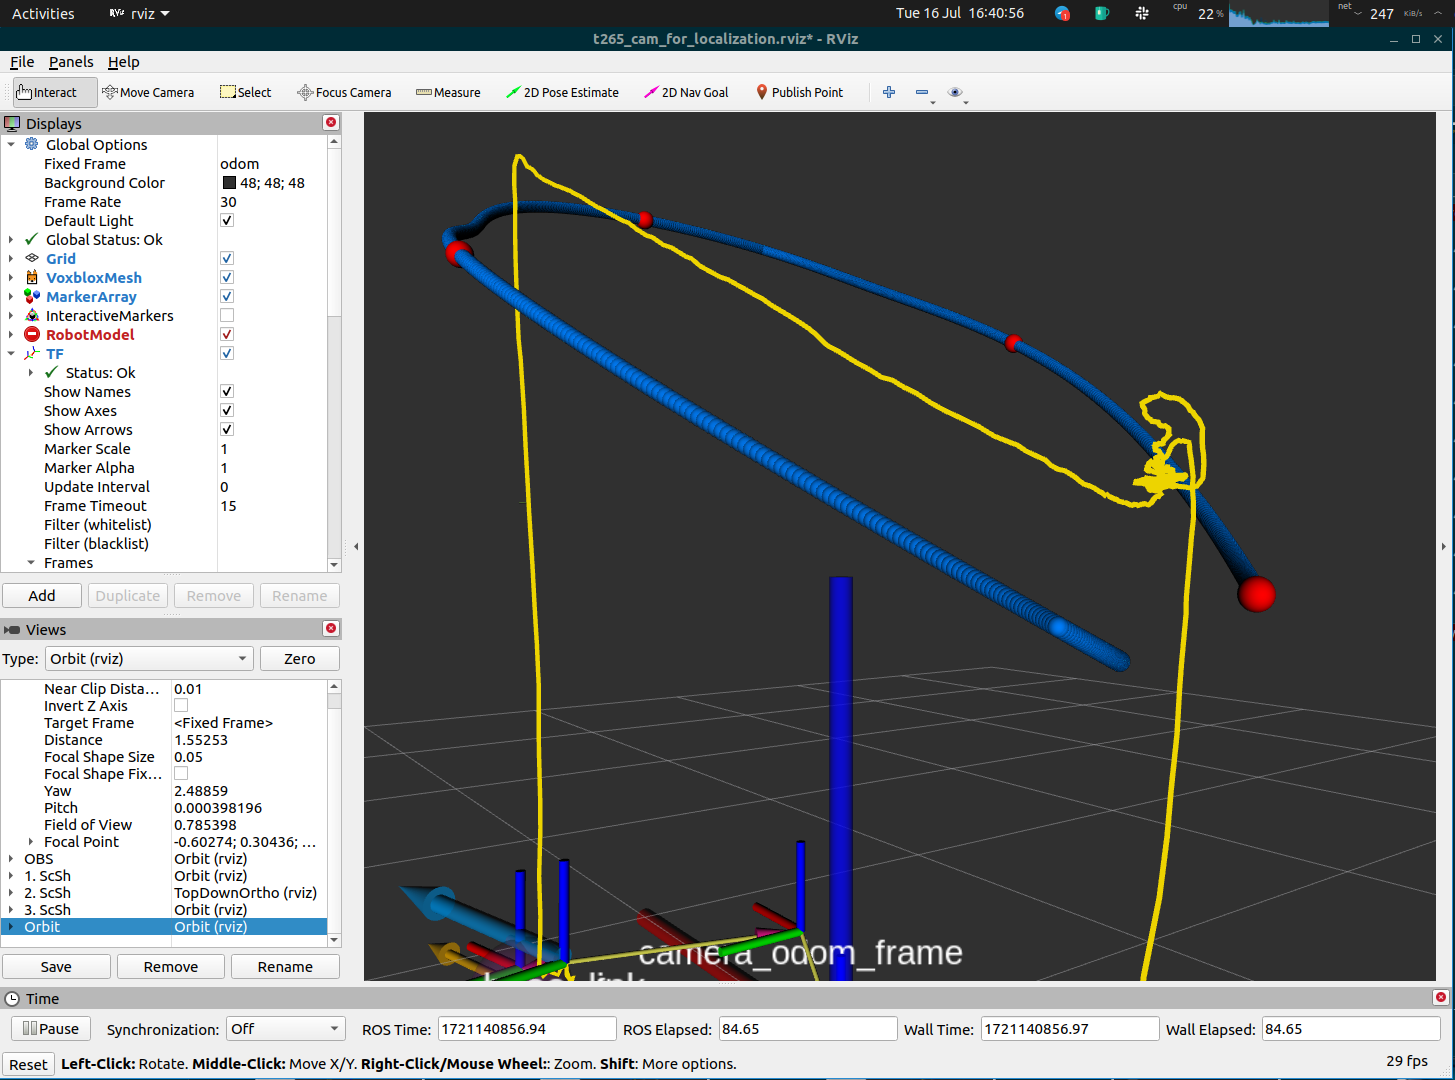 Activities rviz Tue 16 Jul 16:40:56 cpu 22 % net 247 KiB/s
t265_cam_for_localization.rviz* - RViz
File Panels Help
Interact Move Camera Select Focus Camera Measure 2D Pose Estimate 2D Nav Goal Publish Point
Displays
Global Options
Fixed Frame odom
Background Color 48; 48; 48
Frame Rate 30
Default Light
Global Status: Ok
Grid
VoxbloxMesh
MarkerArray
InteractiveMarkers
RobotModel
TF
Status: Ok
Show Names
Show Axes
Show Arrows
Marker Scale 1
Marker Alpha 1
Update Interval 0
Frame Timeout 15
Filter (whitelist)
Filter (blacklist)
Frames
Add Duplicate Remove Rename
Views
Type: Orbit (rviz) Zero
Near Clip Dista... 0.01
Invert Z Axis
Target Frame <Fixed Frame>
Distance 1.55253
Focal Shape Size 0.05
Focal Shape Fix...
Yaw 2.48859
Pitch 0.000398196
Field of View 0.785398
Focal Point -0.60274; 0.30436; ...
OBS Orbit (rviz)
1. ScSh Orbit (rviz)
2. ScSh TopDownOrtho (rviz)
3. ScSh Orbit (rviz)
Orbit Orbit (rviz)
Save Remove Rename
camera_odom_frame
Time
Pause Synchronization: Off ROS Time: 1721140856.94 ROS Elapsed: 84.65 Wall Time: 1721140856.97 Wall Elapsed: 84.65
Reset Left-Click: Rotate. Middle-Click: Move X/Y. Right-Click/Mouse Wheel:: Zoom. Shift: More options. 29 fps